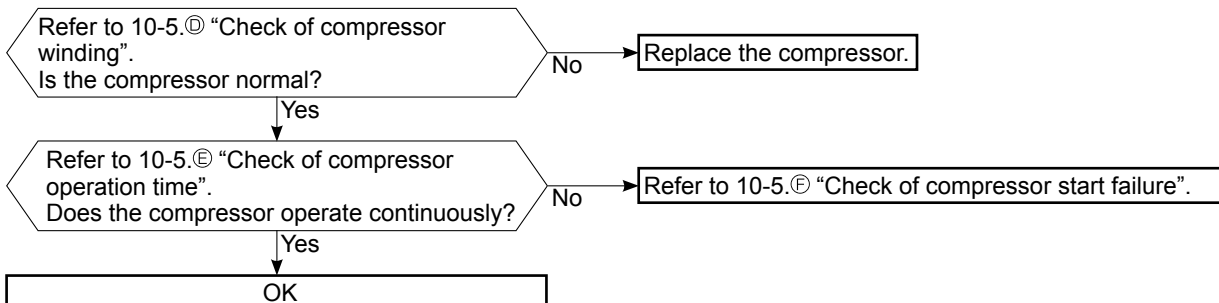 Refer to 10-5.Ⓓ “Check of compressor
winding”.
Is the compressor normal?
No
Replace the compressor.
Yes
Refer to 10-5.Ⓔ “Check of compressor
operation time”.
Does the compressor operate continuously?
No
Refer to 10-5.Ⓕ “Check of compressor start failure”.
Yes
OK